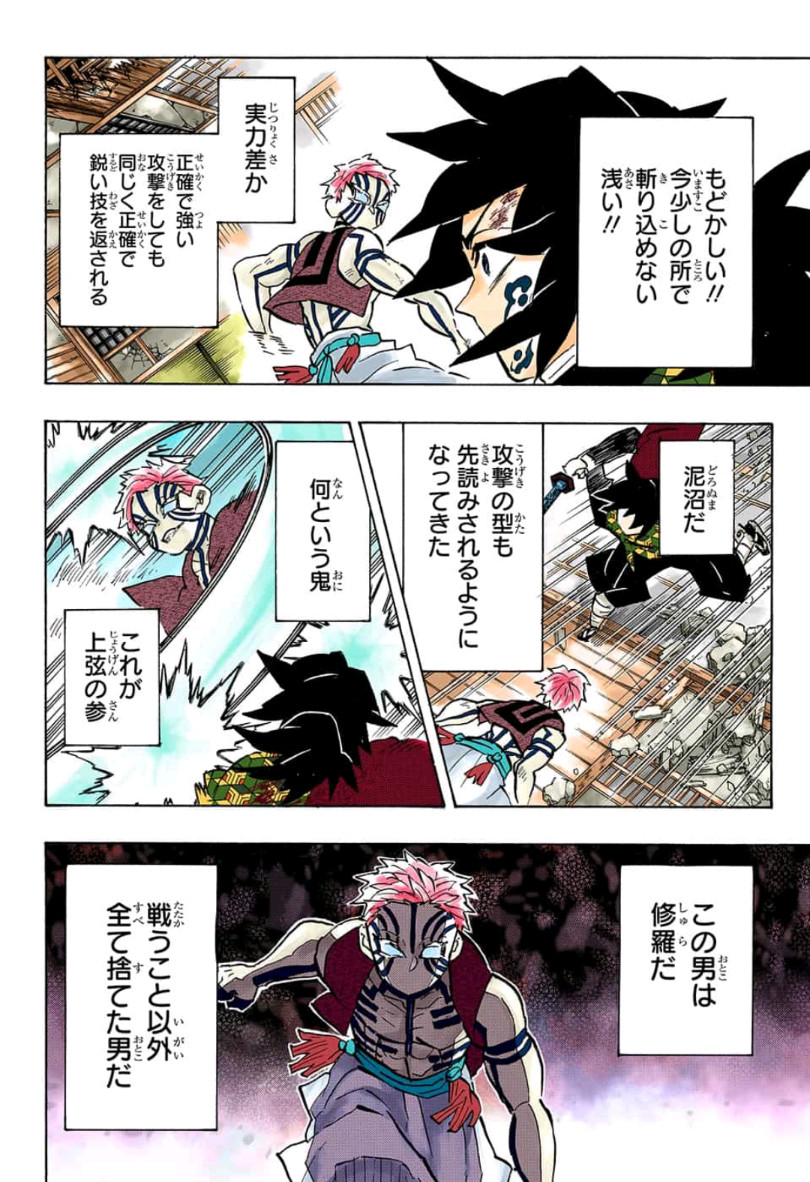 もどかしい!!
今少しの所で
斬り込めない
浅い!!
実力差か
正確で強い
攻撃をしても
同じく正確で
鋭い技を返される
泥沼だ
攻撃の型も
先読みされるように
なってきた
何という鬼
これが
上弦の参
この男は
修羅だ
戦うこと以外
全て捨てた男だ